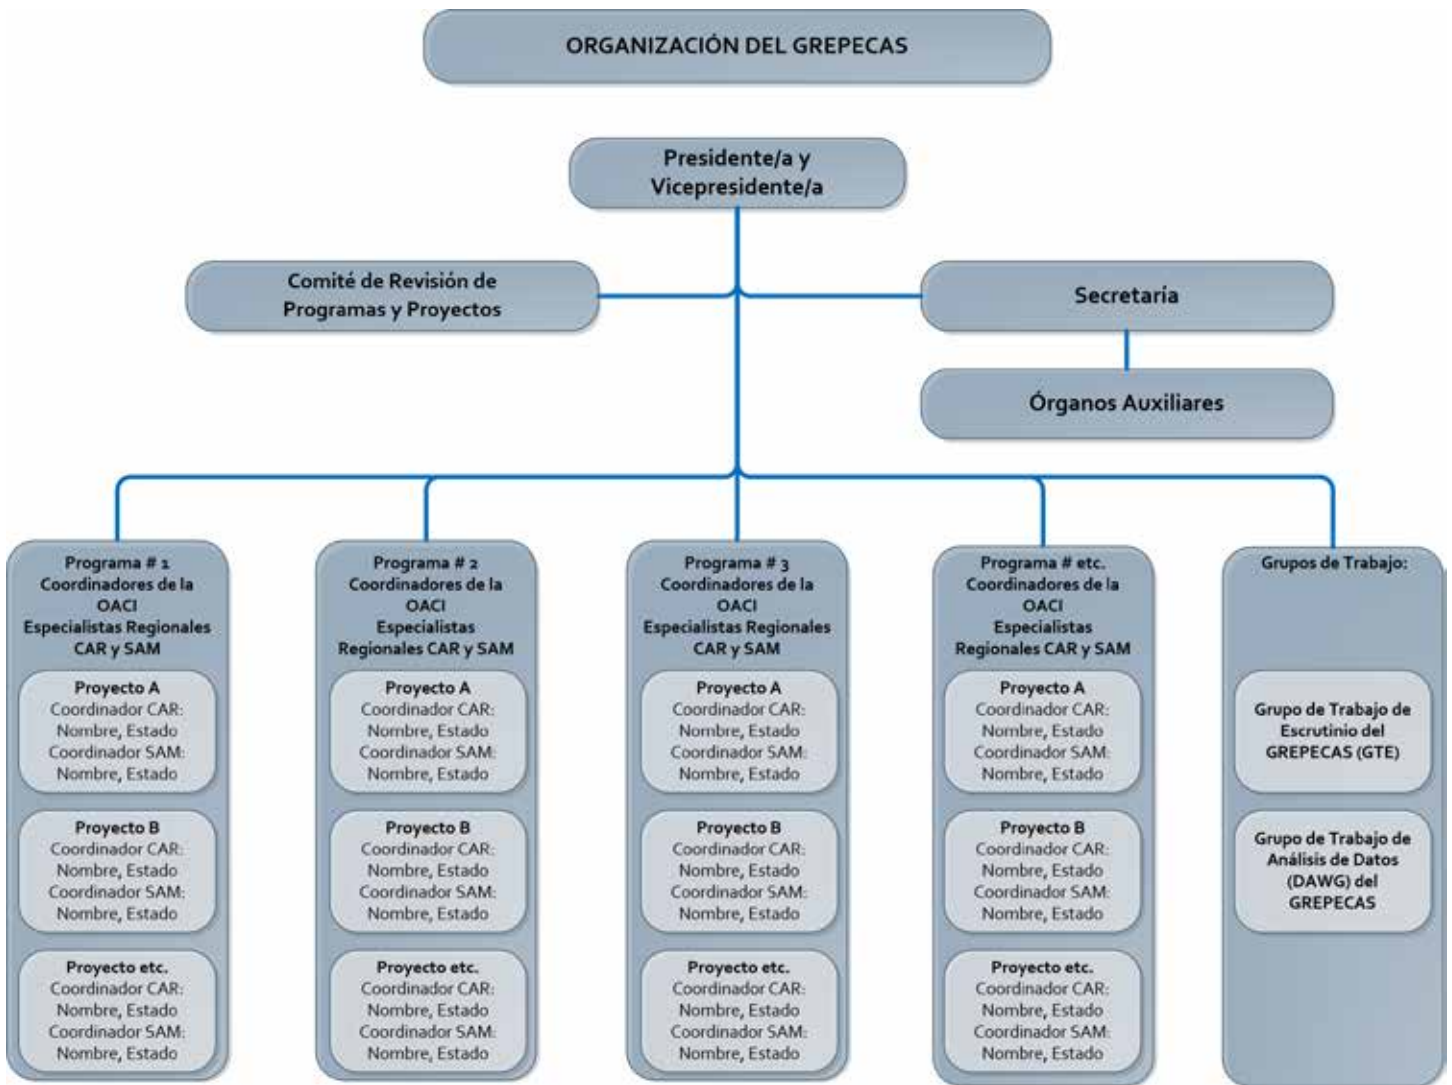 ORGANIZACIÓN DEL GREPECAS
Presidente/a y
Vicepresidente/a
Comité de Revisión de
Programas y Proyectos
Secretaría
Órganos Auxiliares
Programa # 1
Coordinadores de la
OACI
Especialistas Regionales
CAR y SAM
Proyecto A
Coordinador CAR:
Nombre, Estado
Coordinador SAM:
Nombre, Estado
Proyecto B
Coordinador CAR:
Nombre, Estado
Coordinador SAM:
Nombre, Estado
Proyecto etc.
Coordinador CAR:
Nombre, Estado
Coordinador SAM:
Nombre, Estado
Programa # 2
Coordinadores de la
OACI
Especialistas
Regionales CAR y SAM
Proyecto A
Coordinador CAR:
Nombre, Estado
Coordinador SAM:
Nombre, Estado
Proyecto B
Coordinador CAR:
Nombre, Estado
Coordinador SAM:
Nombre, Estado
Proyecto etc.
Coordinador CAR:
Nombre, Estado
Coordinador SAM:
Nombre, Estado
Programa # 3
Coordinadores de la
OACI
Especialistas Regionales
CAR y SAM
Proyecto A
Coordinador CAR:
Nombre, Estado
Coordinador SAM:
Nombre, Estado
Proyecto B
Coordinador CAR:
Nombre, Estado
Coordinador SAM:
Nombre, Estado
Proyecto etc.
Coordinador CAR:
Nombre, Estado
Coordinador SAM:
Nombre, Estado
Programa # etc.
Coordinadores de la
OACI
Especialistas
Regionales CAR y SAM
Proyecto A
Coordinador CAR:
Nombre, Estado
Coordinador SAM:
Nombre, Estado
Proyecto B
Coordinador CAR:
Nombre, Estado
Coordinador SAM:
Nombre, Estado
Proyecto etc.
Coordinador CAR:
Nombre, Estado
Coordinador SAM:
Nombre, Estado
Grupos de Trabajo:
Grupo de Trabajo de
Escrutinio del
GREPECAS (GTE)
Grupo de Trabajo de
Análisis de Datos
(DAWG) del
GREPECAS